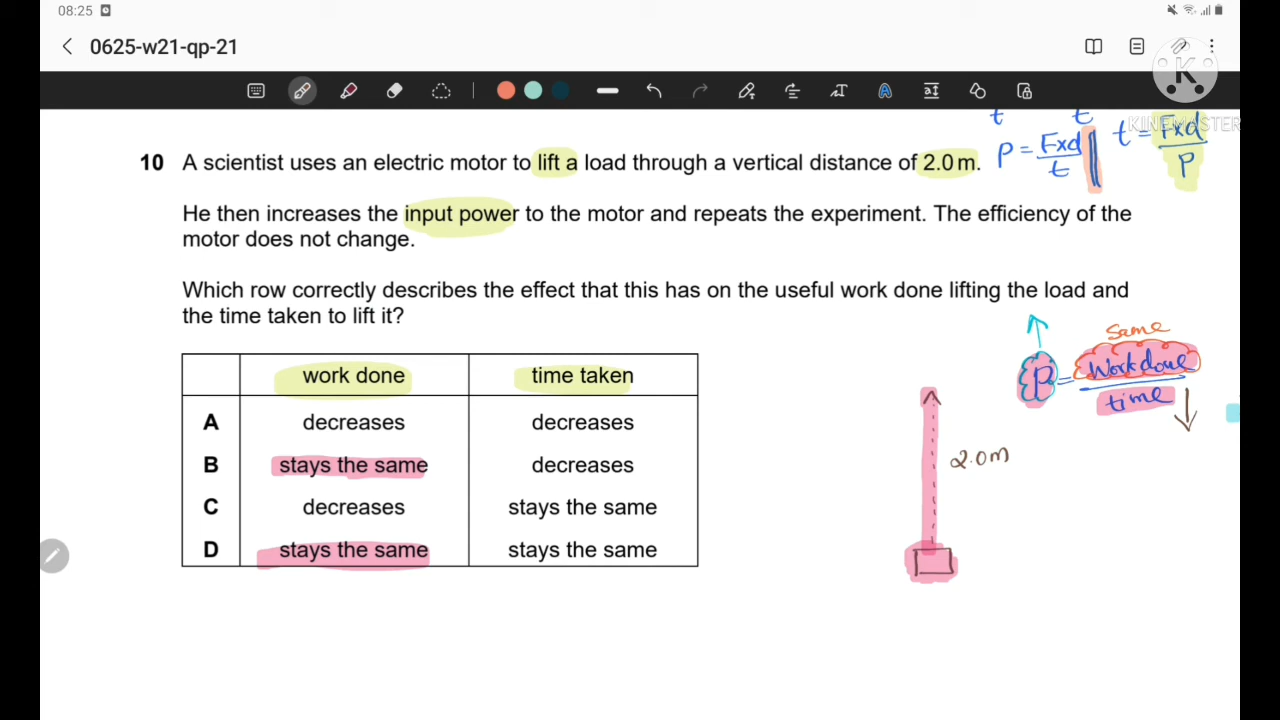 08:25
0625-w21-qp-21
K
KINEMASTER
t t
P = Fxd/t t = Fxd/P
10 A scientist uses an electric motor to lift a load through a vertical distance of 2.0 m.
He then increases the input power to the motor and repeats the experiment. The efficiency of the
motor does not change.
Which row correctly describes the effect that this has on the useful work done lifting the load and
the time taken to lift it?
work done time taken
A decreases decreases
B stays the same decreases
C decreases stays the same
D stays the same stays the same
Same
P = Work done
time
2.0m